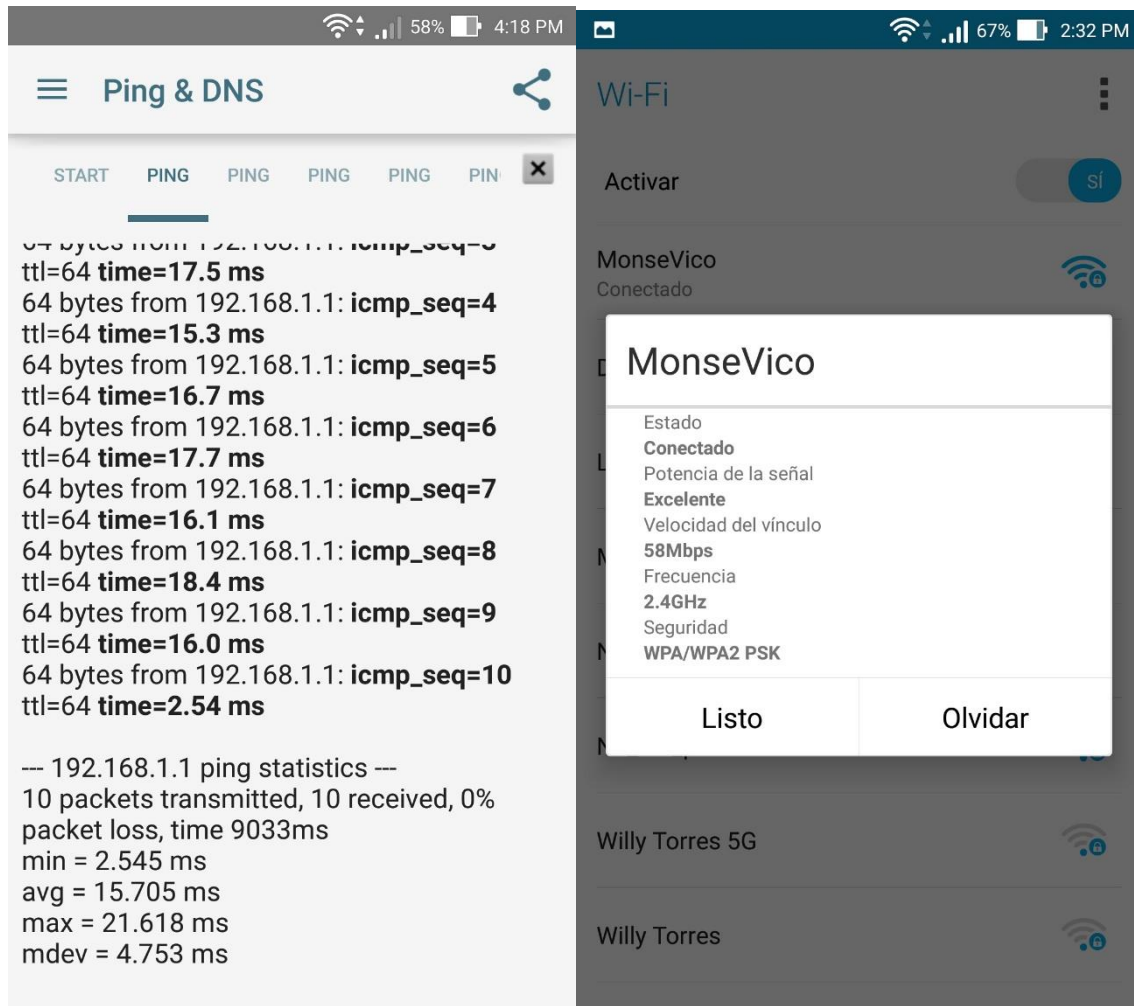 58% 4:18 PM
Ping & DNS
START PING PING PING PING PIN
64 bytes from 192.168.1.1: icmp_seq=3
ttl=64 time=17.5 ms
64 bytes from 192.168.1.1: icmp_seq=4
ttl=64 time=15.3 ms
64 bytes from 192.168.1.1: icmp_seq=5
ttl=64 time=16.7 ms
64 bytes from 192.168.1.1: icmp_seq=6
ttl=64 time=17.7 ms
64 bytes from 192.168.1.1: icmp_seq=7
ttl=64 time=16.1 ms
64 bytes from 192.168.1.1: icmp_seq=8
ttl=64 time=18.4 ms
64 bytes from 192.168.1.1: icmp_seq=9
ttl=64 time=16.0 ms
64 bytes from 192.168.1.1: icmp_seq=10
ttl=64 time=2.54 ms
--- 192.168.1.1 ping statistics ---
10 packets transmitted, 10 received, 0%
packet loss, time 9033ms
min = 2.545 ms
avg = 15.705 ms
max = 21.618 ms
mdev = 4.753 ms
67% 2:32 PM
Wi-Fi
Activar SÍ
MonseVico
Conectado
MonseVico
Estado
Conectado
Potencia de la señal
Excelente
Velocidad del vínculo
58Mbps
Frecuencia
2.4GHz
Seguridad
WPA/WPA2 PSK
Listo Olvidar
Willy Torres 5G
Willy Torres